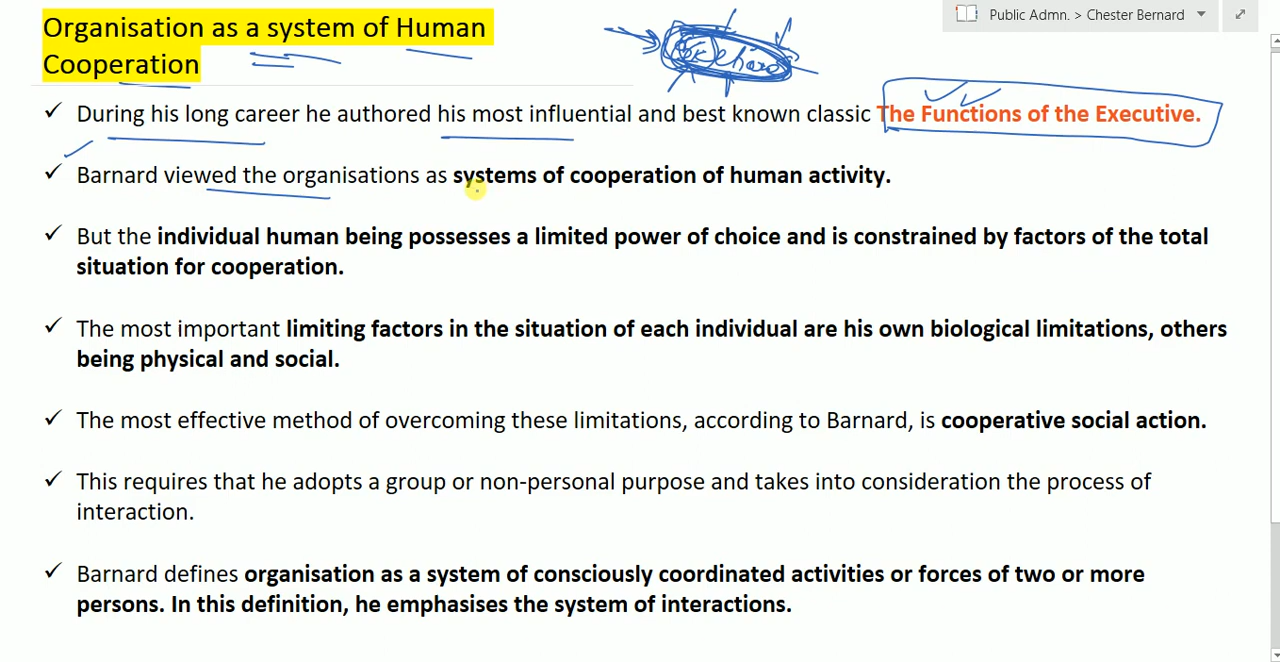 Public Admn. > Chester Bernard
Organisation as a system of Human
Cooperation
✓ During his long career he authored his most influential and best known classic The Functions of the Executive.
✓ Barnard viewed the organisations as systems of cooperation of human activity.
✓ But the individual human being possesses a limited power of choice and is constrained by factors of the total
situation for cooperation.
✓ The most important limiting factors in the situation of each individual are his own biological limitations, others
being physical and social.
✓ The most effective method of overcoming these limitations, according to Barnard, is cooperative social action.
✓ This requires that he adopts a group or non-personal purpose and takes into consideration the process of
interaction.
✓ Barnard defines organisation as a system of consciously coordinated activities or forces of two or more
persons. In this definition, he emphasises the system of interactions.